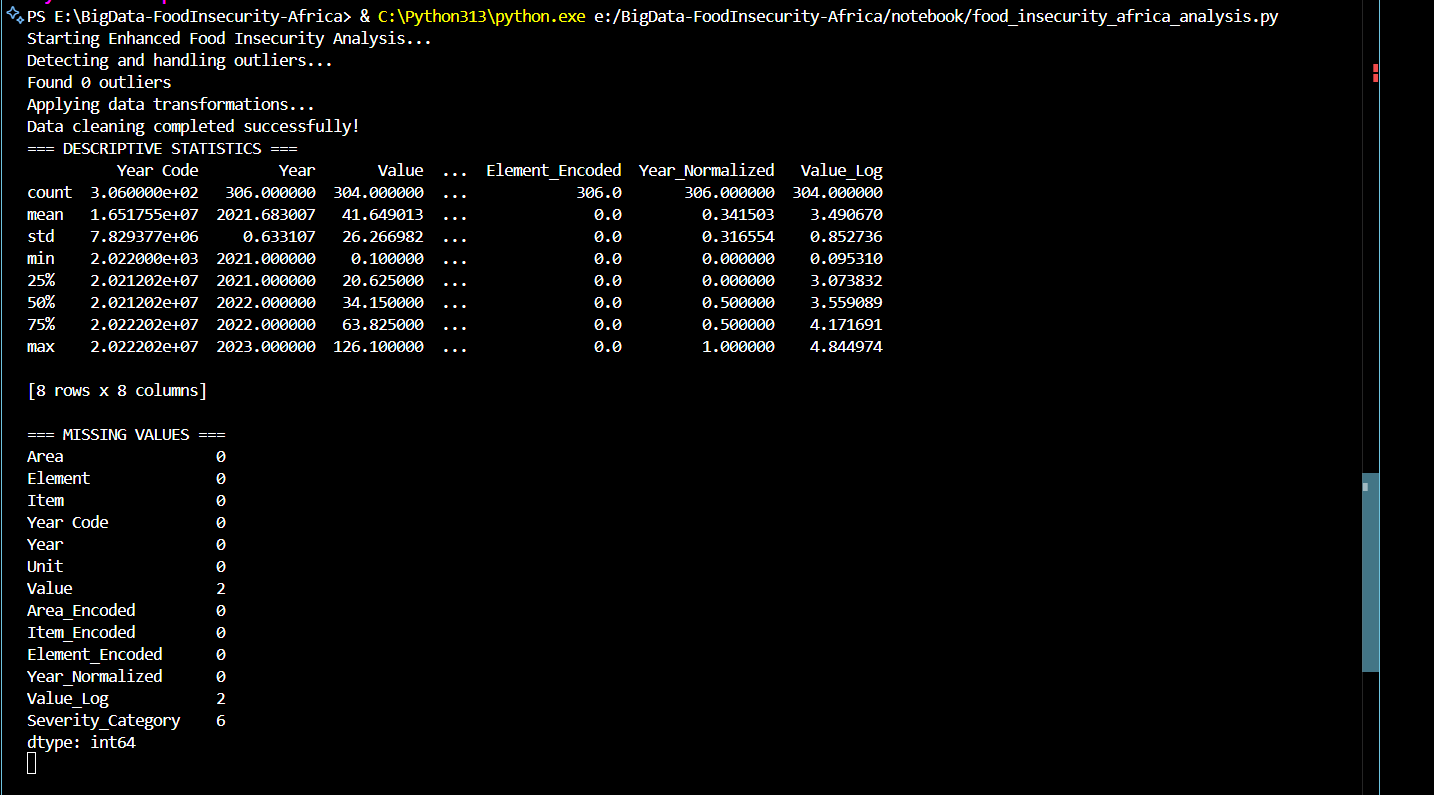 PS E:\BigData-FoodInsecurity-Africa> & C:\Python313\python.exe e:/BigData-FoodInsecurity-Africa/notebook/food_insecurity_africa_analysis.py
Starting Enhanced Food Insecurity Analysis...
Detecting and handling outliers...
Found 0 outliers
Applying data transformations...
Data cleaning completed successfully!
=== DESCRIPTIVE STATISTICS ===
          Year Code         Year       Value  ...  Element_Encoded  Year_Normalized   Value_Log
count  3.060000e+02   306.000000  304.000000  ...            306.0       306.000000  304.000000
mean   1.651755e+07  2021.683007   41.649013  ...              0.0         0.341503    3.490670
std    7.829377e+06     0.633107   26.266982  ...              0.0         0.316554    0.852736
min    2.022000e+03  2021.000000    0.100000  ...              0.0         0.000000    0.095310
25%    2.021202e+07  2021.000000   20.625000  ...              0.0         0.000000    3.073832
50%    2.021202e+07  2022.000000   34.150000  ...              0.0         0.500000    3.559089
75%    2.022202e+07  2022.000000   63.825000  ...              0.0         0.500000    4.171691
max    2.022202e+07  2023.000000  126.100000  ...              0.0         1.000000    4.844974
[8 rows x 8 columns]
=== MISSING VALUES ===
Area                 0
Element              0
Item                 0
Year Code            0
Year                 0
Unit                 0
Value                2
Area_Encoded         0
Item_Encoded         0
Element_Encoded      0
Year_Normalized      0
Value_Log            2
Severity_Category    6
dtype: int64